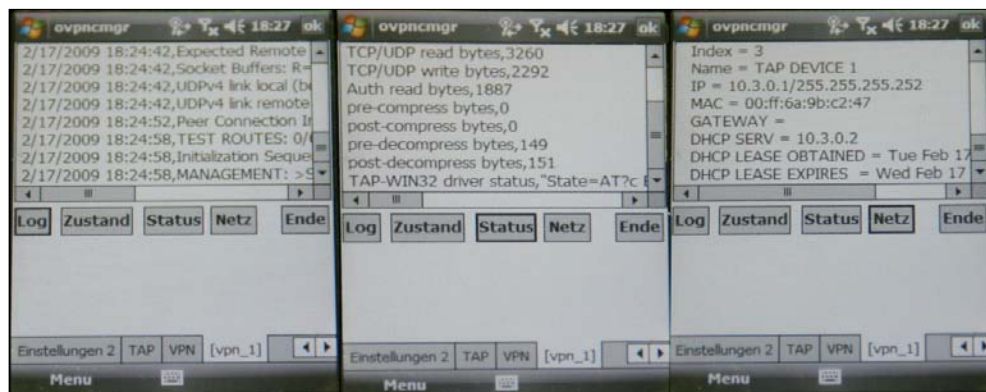 ovpncmgr 18:27 ok
2/17/2009 18:24:42,Expected Remote
2/17/2009 18:24:42,Socket Buffers: R=
2/17/2009 18:24:42,UDPv4 link local (b
2/17/2009 18:24:42,UDPv4 link remote
2/17/2009 18:24:52,Peer Connection I
2/17/2009 18:24:58,TEST ROUTES: 0/
2/17/2009 18:24:58,Initialization Seque
2/17/2009 18:24:58,MANAGEMENT: >S
Log Zustand Status Netz Ende
Einstellungen 2 TAP VPN [vpn_1]
Menu
ovpncmgr 18:27 ok
TCP/UDP read bytes,3260
TCP/UDP write bytes,2292
Auth read bytes,1887
pre-compress bytes,0
post-compress bytes,0
pre-decompress bytes,149
post-decompress bytes,151
TAP-WIN32 driver status,"State=AT?c
Log Zustand Status Netz Ende
Einstellungen 2 TAP VPN [vpn_1]
Menu
ovpncmgr 18:27 ok
Index = 3
Name = TAP DEVICE 1
IP = 10.3.0.1/255.255.255.252
MAC = 00:ff:6a:9b:c2:47
GATEWAY =
DHCP SERV = 10.3.0.2
DHCP LEASE OBTAINED = Tue Feb 17
DHCP LEASE EXPIRES = Wed Feb 17
Log Zustand Status Netz Ende
Einstellungen 2 TAP VPN [vpn_1]
Menu